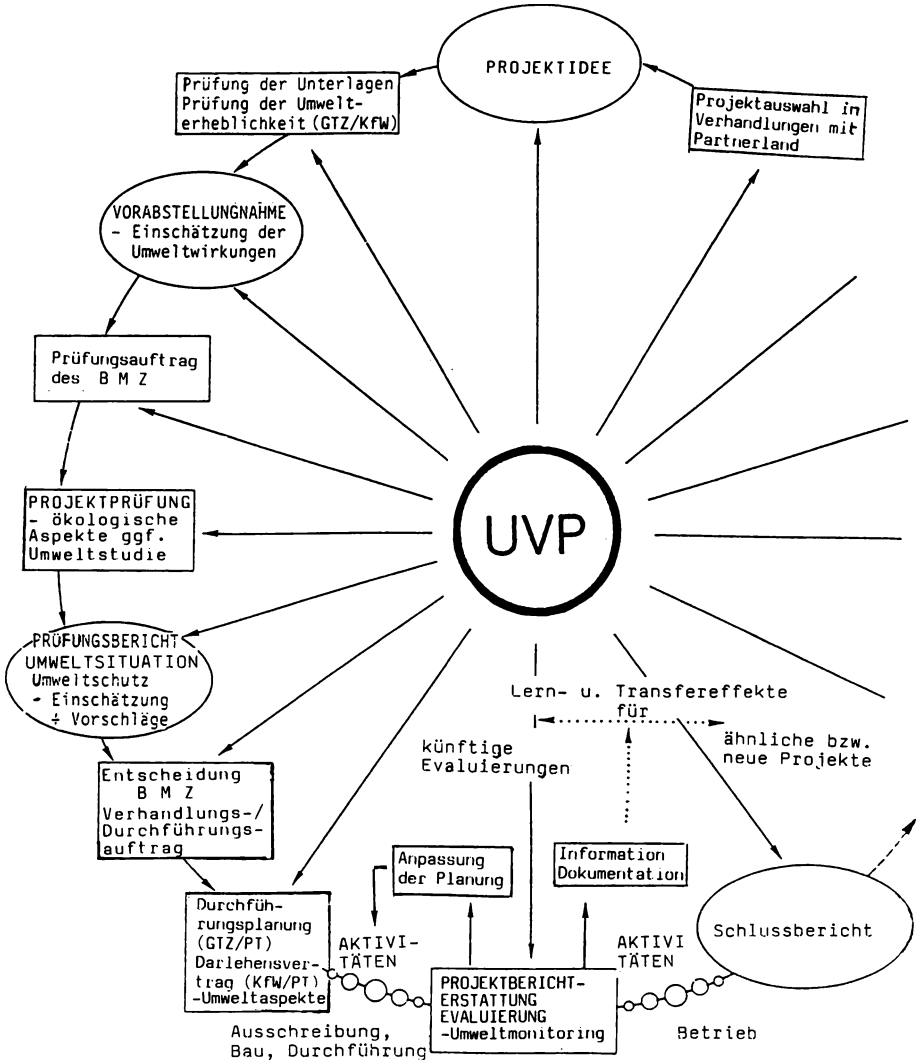 PROJEKTIDEE
Prüfung der Unterlagen
Prüfung der Umwelt-
erheblichkeit (GTZ/KfW)
Projektauswahl in
Verhandlungen mit
Partnerland
VORABSTELLUNGNAHME
- Einschätzung der
Umweltwirkungen
Prüfungsauftrag
des B M Z
PROJEKTPRÜFUNG
- ökologische
Aspekte ggf.
Umweltstudie
UVP
PRÜFUNGSBERICHT
UMWELTSITUATION
Umweltschutz
- Einschätzung
÷ Vorschläge
Lern- u. Transfereffekte
für
künftige
Evaluierungen
ähnliche bzw.
neue Projekte
Entscheidung
B M Z
Verhandlungs-/
Durchführungs-
auftrag
Anpassung
der Planung
Information
Dokumentation
Durchfüh-
rungsplanung
(GTZ/PT)
Darlehensver-
trag (KfW/PT)
-Umweltaspekte
AKTIVI-
TÄTEN
PROJEKTBERICHT-
ERSTATTUNG
EVALUIERUNG
-Umweltmonitoring
AKTIVI
TÄTEN
Schlussbericht
Ausschreibung,
Bau, Durchführung
Betrieb